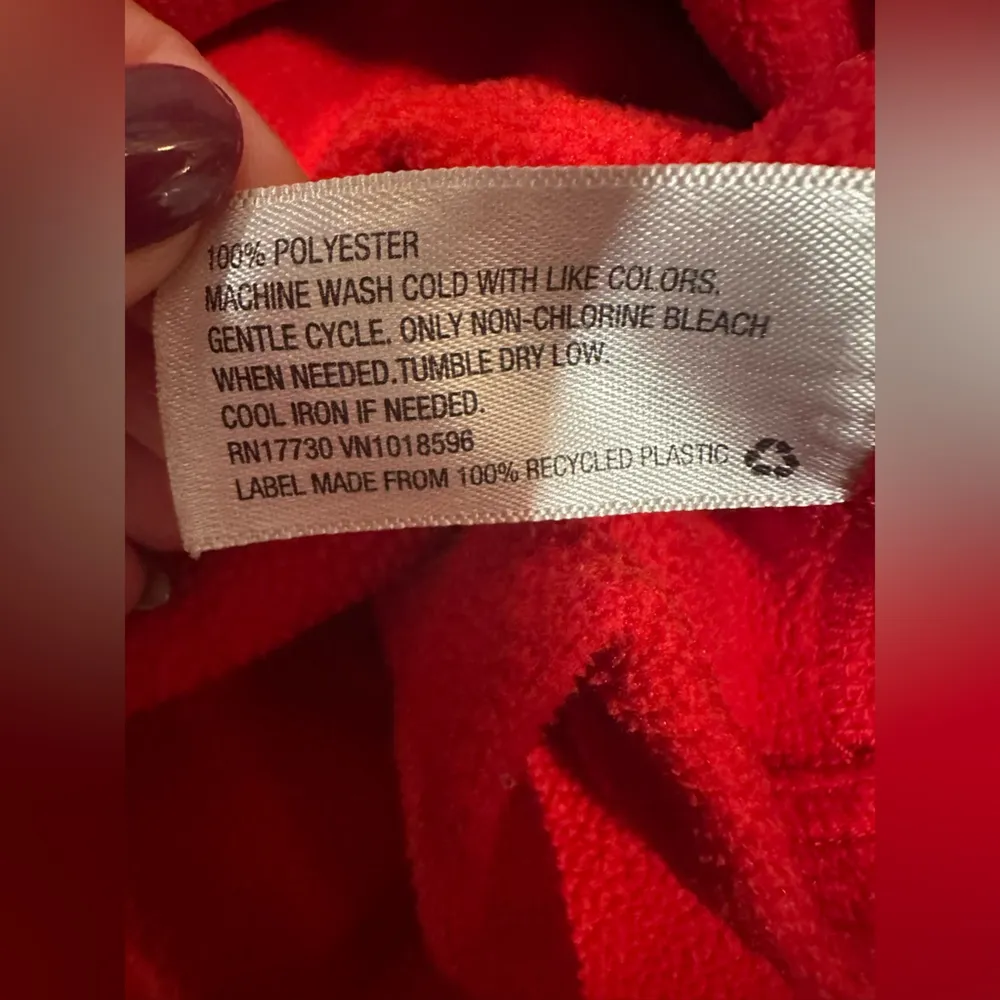 100% POLYESTER
MACHINE WASH COLD WITH LIKE COLORS.
GENTLE CYCLE. ONLY NON-CHLORINE BLEACH
WHEN NEEDED.TUMBLE DRY LOW.
COOL IRON IF NEEDED.
RN17730 VN1018596
LABEL MADE FROM 100% RECYCLED PLASTIC